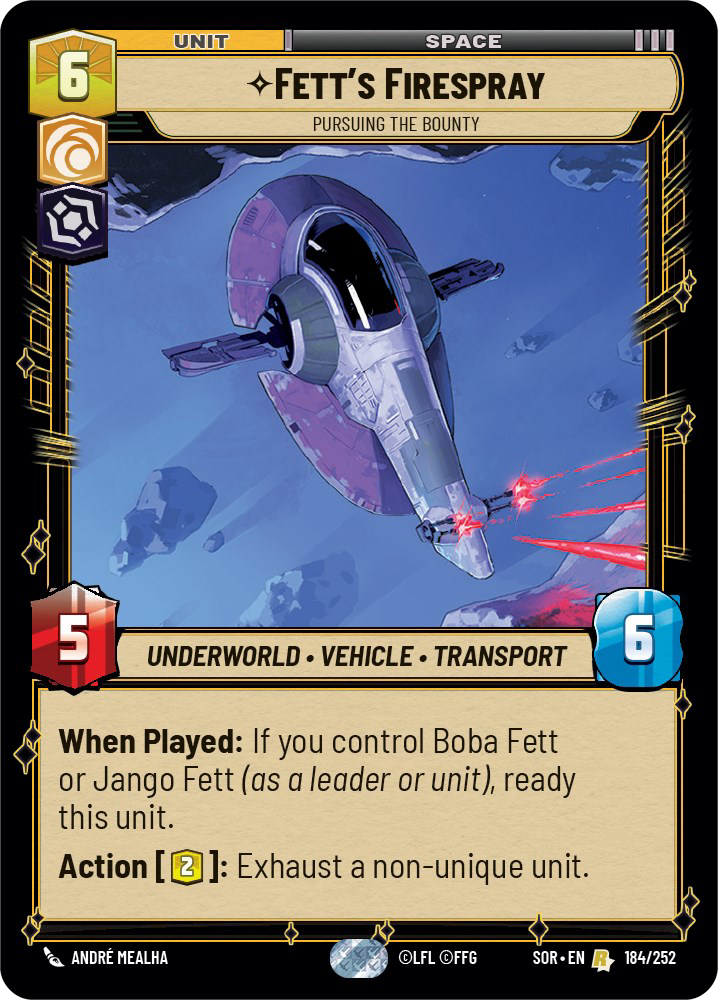 UNIT SPACE
6
✧FETT'S FIRESPRAY
PURSUING THE BOUNTY
5
UNDERWORLD • VEHICLE • TRANSPORT
6
When Played: If you control Boba Fett
or Jango Fett (as a leader or unit), ready
this unit.
Action [2]: Exhaust a non-unique unit.
ANDRÉ MEALHA ©LFL ©FFG SOR • EN R 184/252